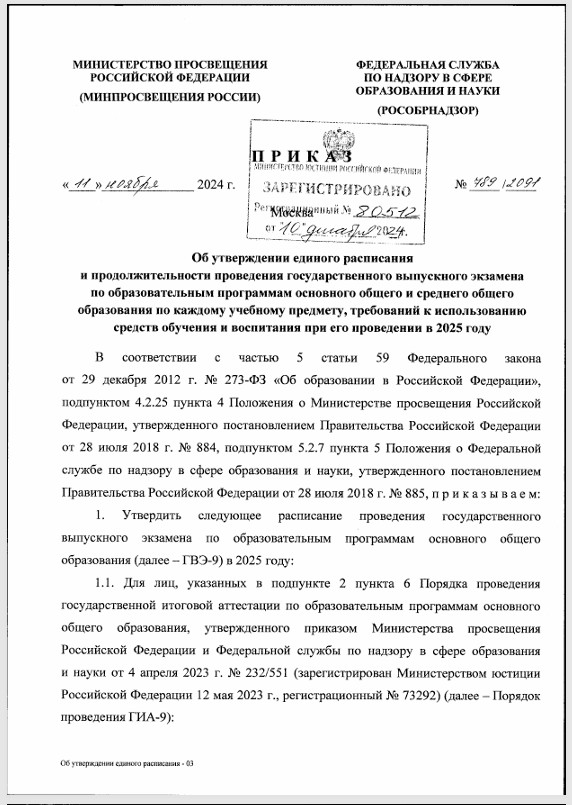 МИНИСТЕРСТВО ПРОСВЕЩЕНИЯ
РОССИЙСКОЙ ФЕДЕРАЦИИ
(МИНПРОСВЕЩЕНИЯ РОССИИ)
ФЕДЕРАЛЬНАЯ СЛУЖБА
ПО НАДЗОРУ В СФЕРЕ
ОБРАЗОВАНИЯ И НАУКИ
(РОСОБРНАДЗОР)
ПРИКАЗ
МИНИСТЕРСТВО ЮСТИЦИИ РОССИЙСКОЙ ФЕДЕРАЦИИ
ЗАРЕГИСТРИРОВАНО
Регистрационный № 80512
от "10" декабря 2024г.
« 11 » ноября 2024 г.
Москва
№ 789/2091
Об утверждении единого расписания
и продолжительности проведения государственного выпускного экзамена
по образовательным программам основного общего и среднего общего
образования по каждому учебному предмету, требований к использованию
средств обучения и воспитания при его проведении в 2025 году
В соответствии с частью 5 статьи 59 Федерального закона
от 29 декабря 2012 г. № 273-ФЗ «Об образовании в Российской Федерации»,
подпунктом 4.2.25 пункта 4 Положения о Министерстве просвещения Российской
Федерации, утвержденного постановлением Правительства Российской Федерации
от 28 июля 2018 г. № 884, подпунктом 5.2.7 пункта 5 Положения о Федеральной
службе по надзору в сфере образования и науки, утвержденного постановлением
Правительства Российской Федерации от 28 июля 2018 г. № 885, п р и к а з ы в а е м:
1. Утвердить следующее расписание проведения государственного
выпускного экзамена по образовательным программам основного общего
образования (далее – ГВЭ-9) в 2025 году:
1.1. Для лиц, указанных в подпункте 2 пункта 6 Порядка проведения
государственной итоговой аттестации по образовательным программам основного
общего образования, утвержденного приказом Министерства просвещения
Российской Федерации и Федеральной службы по надзору в сфере образования
и науки от 4 апреля 2023 г. № 232/551 (зарегистрирован Министерством юстиции
Российской Федерации 12 мая 2023 г., регистрационный № 73292) (далее – Порядок
проведения ГИА-9):
Об утверждении единого расписания - 03